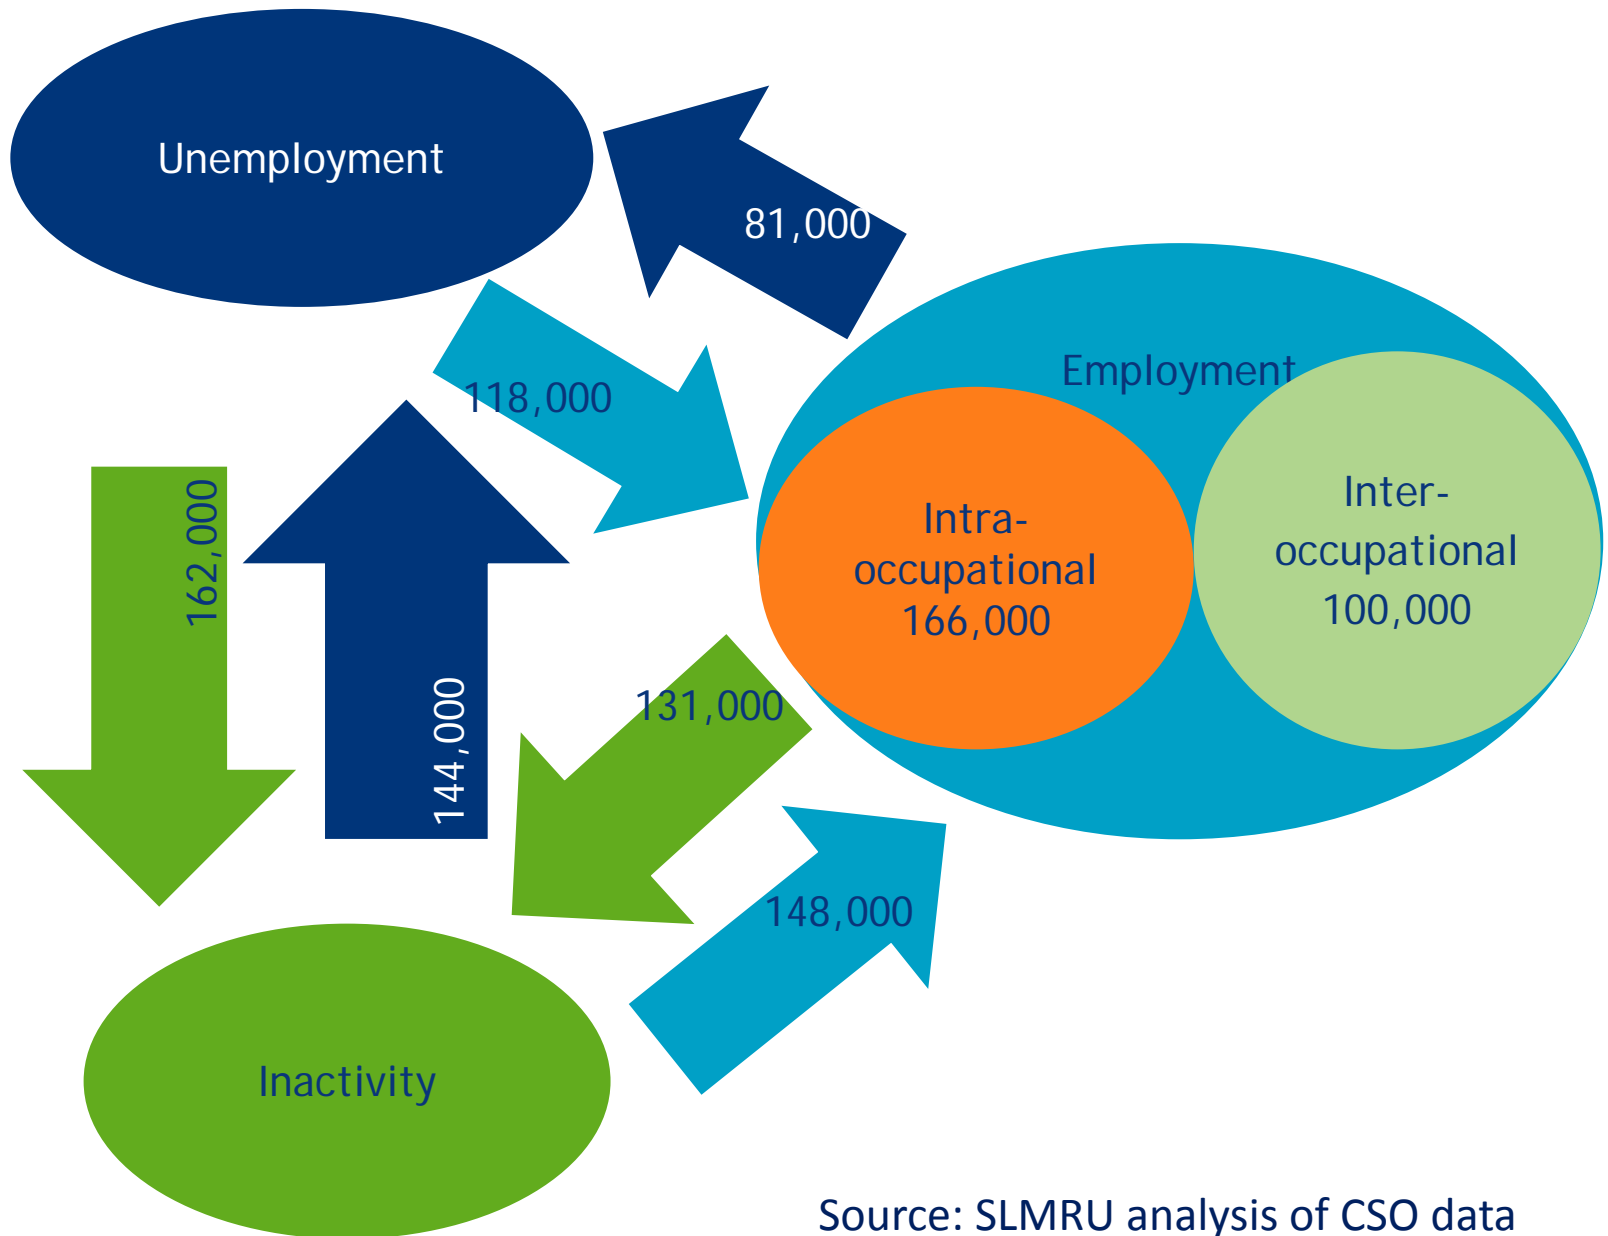 Unemployment
81,000
Employment
118,000
162,000
144,000
Intra-
occupational
166,000
Inter-
occupational
100,000
131,000
148,000
Inactivity
Source: SLMRU analysis of CSO data